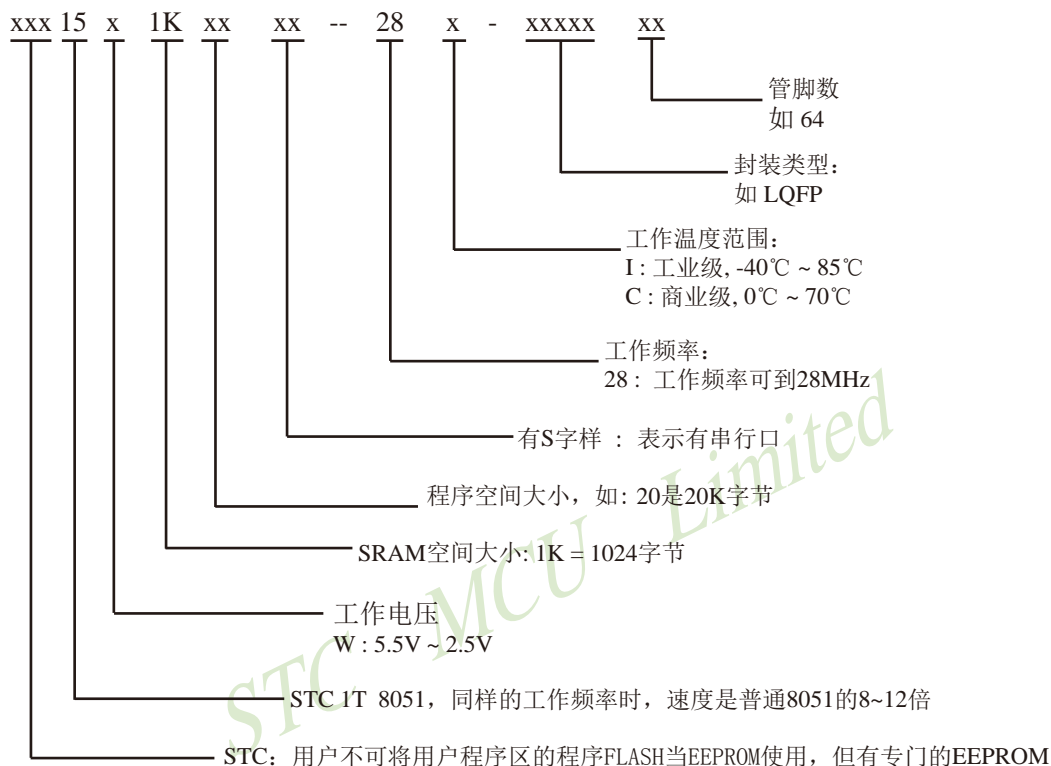 xxx 15 x 1K xx xx -- 28 x - xxxxx xx
管脚数
如 64
封装类型：
如 LQFP
工作温度范围：
I : 工业级, -40℃ ~ 85℃
C : 商业级, 0℃ ~ 70℃
工作频率：
28 : 工作频率可到28MHz
有S字样 : 表示有串行口
程序空间大小，如: 20是20K字节
SRAM空间大小: 1K = 1024字节
工作电压
W : 5.5V ~ 2.5V
STC 1T 8051，同样的工作频率时，速度是普通8051的8~12倍
STC：用户不可将用户程序区的程序FLASH当EEPROM使用，但有专门的EEPROM
STC MCU Limited